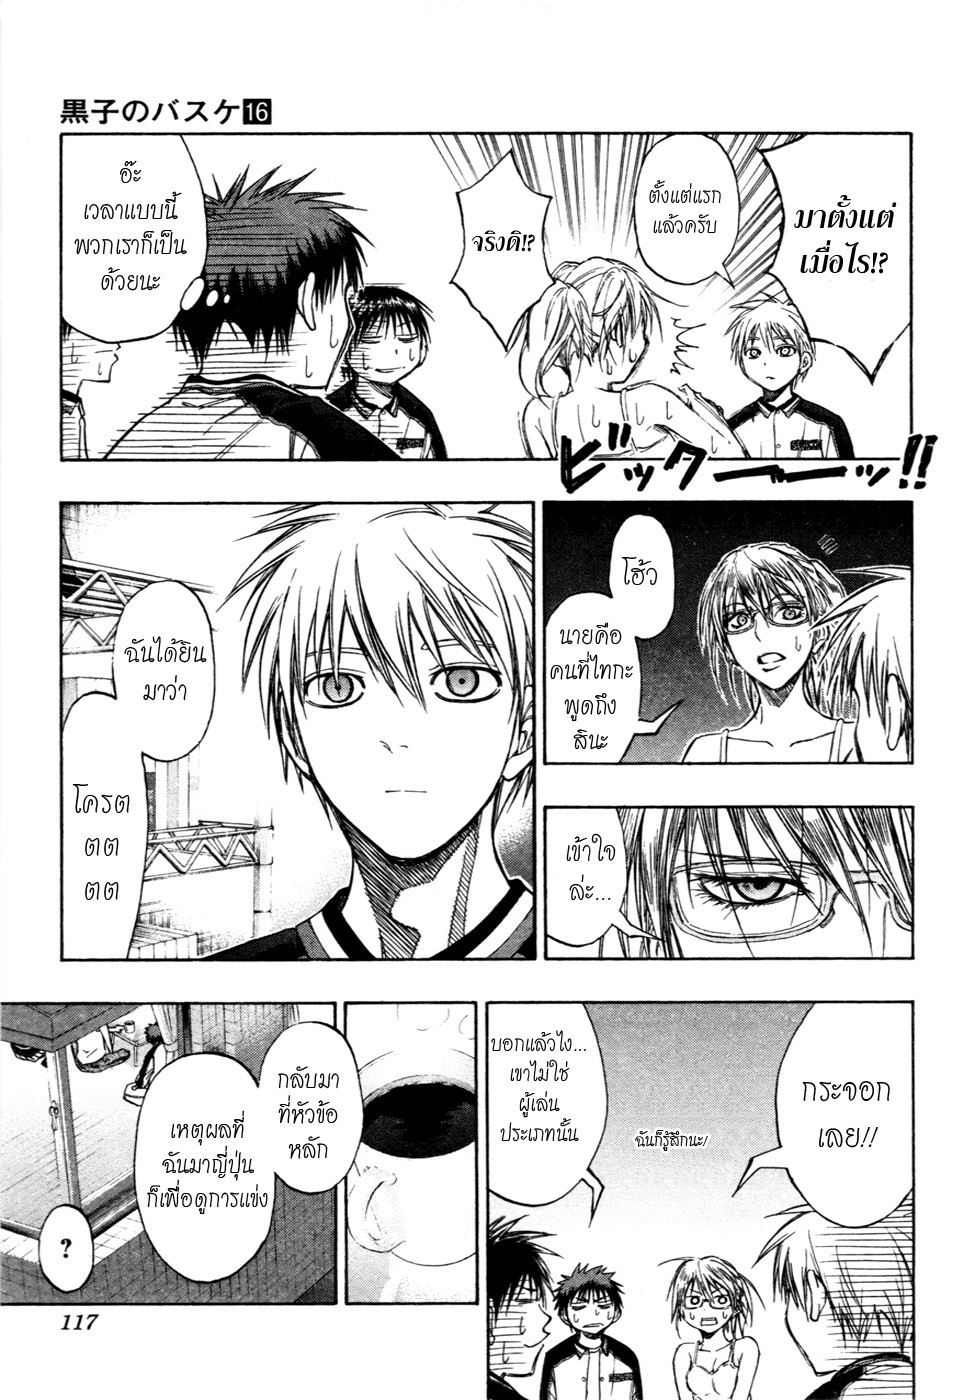 黒子のバスケ16
มาตั้งแต่
เมื่อไร!?
ตั้งแต่แรก
แล้วครับ
จริงดิ!?
อ๊ะ
เวลาแบบนี้
พวกเราก็เป็น
ด้วยนะ
ビックーーーッ!!
โฮ้ว
นายคือ
คนที่ไทกะ
พูดถึง
สินะ
ฉันได้ยิน
มาว่า
โครต
ตต
ตต
เข้าใจ
ล่ะ...
กระจอก
เลย!!
ฉันก็รู้สึกนะ!
บอกแล้วไง...
เขาไม่ใช่
ผู้เล่น
ประเภทนั้น
กลับมา
ที่หัวข้อ
หลัก
เหตุผลที่
ฉันมาญี่ปุ่น
ก็เพื่อดูการแข่ง
?
117